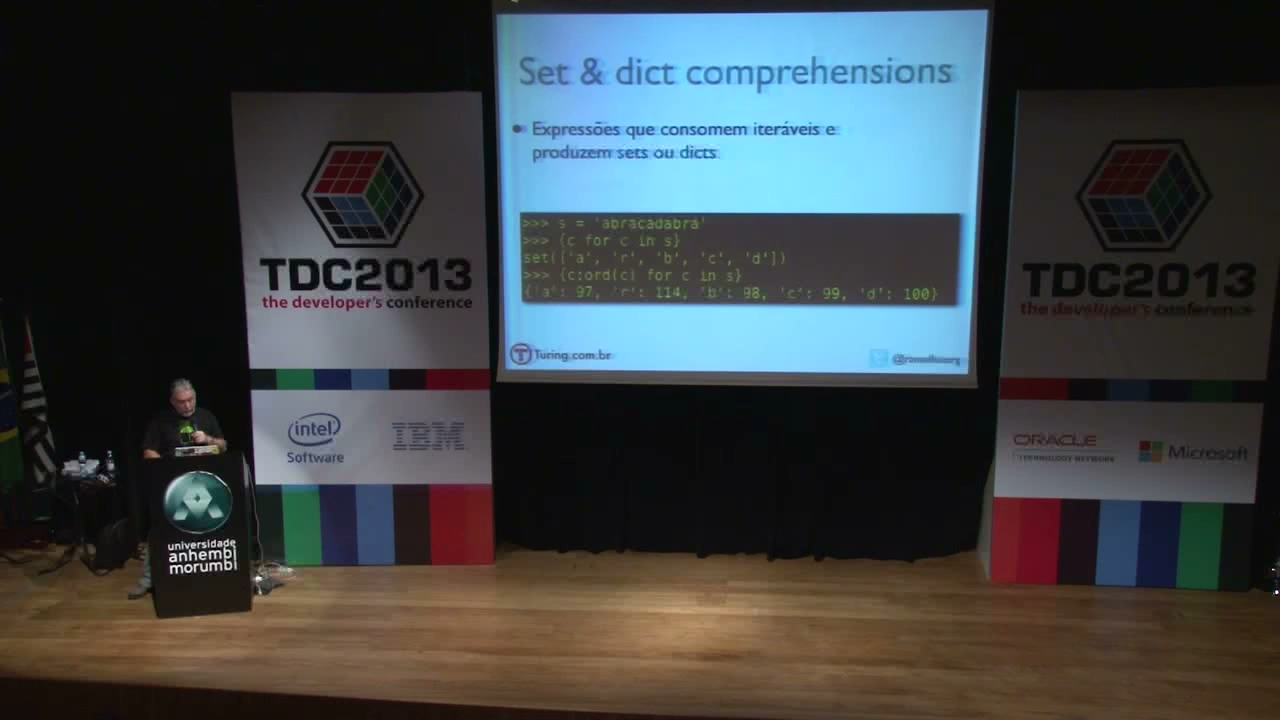 Set & dict comprehensions
• Expressões que consomem iteráveis e
produzem sets ou dicts
>>> s = 'abracadabra'
>>> {c for c in s}
set(['a', 'r', 'b', 'c', 'd'])
>>> {c:ord(c) for c in s}
{'a': 97, 'r': 114, 'b': 98, 'c': 99, 'd': 100}
T Turing.com.br
TDC2013
the developer's conference
intel
Software
IBM
universidade
anhembi
morumbi
TDC2013
the developer's conference
ORACLE
TECHNOLOGY NETWORK
Microsoft